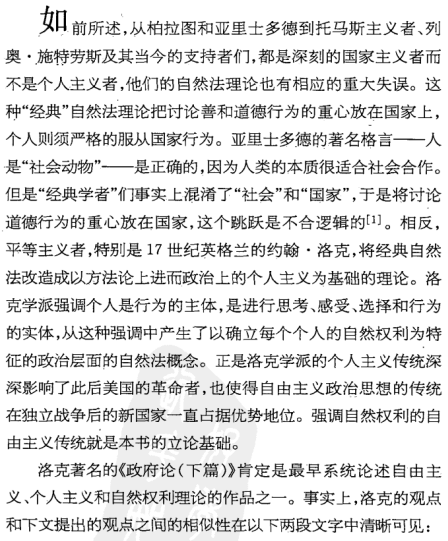 如前所述,从柏拉图和亚里士多德到托马斯主义者、列
奥·施特劳斯及其当今的支持者们,都是深刻的国家主义者而
不是个人主义者,他们的自然法理论也有相应的重大失误。这
种“经典”自然法理论把讨论善和道德行为的重心放在国家上,
个人则须严格的服从国家行为。亚里士多德的著名格言——人
是“社会动物”——是正确的,因为人类的本质很适合社会合作。
但是“经典学者”们事实上混淆了“社会”和“国家”,于是将讨论
道德行为的重心放在国家,这个跳跃是不合逻辑的[1]。相反,
平等主义者,特别是17世纪英格兰的约翰·洛克,将经典自然
法改造成以方法论上进而政治上的个人主义为基础的理论。洛
克学派强调个人是行为的主体,是进行思考、感受、选择和行为
的实体,从这种强调中产生了以确立每个个人的自然权利为特
征的政治层面的自然法概念。正是洛克学派的个人主义传统深
深影响了此后美国的革命者,也使得自由主义政治思想的传统
在独立战争后的新国家一直占据优势地位。强调自然权利的自
由主义传统就是本书的立论基础。
洛克著名的《政府论(下篇)》肯定是最早系统论述自由主
义、个人主义和自然权利理论的作品之一。事实上,洛克的观点
和下文提出的观点之间的相似性在以下两段文字中清晰可见: